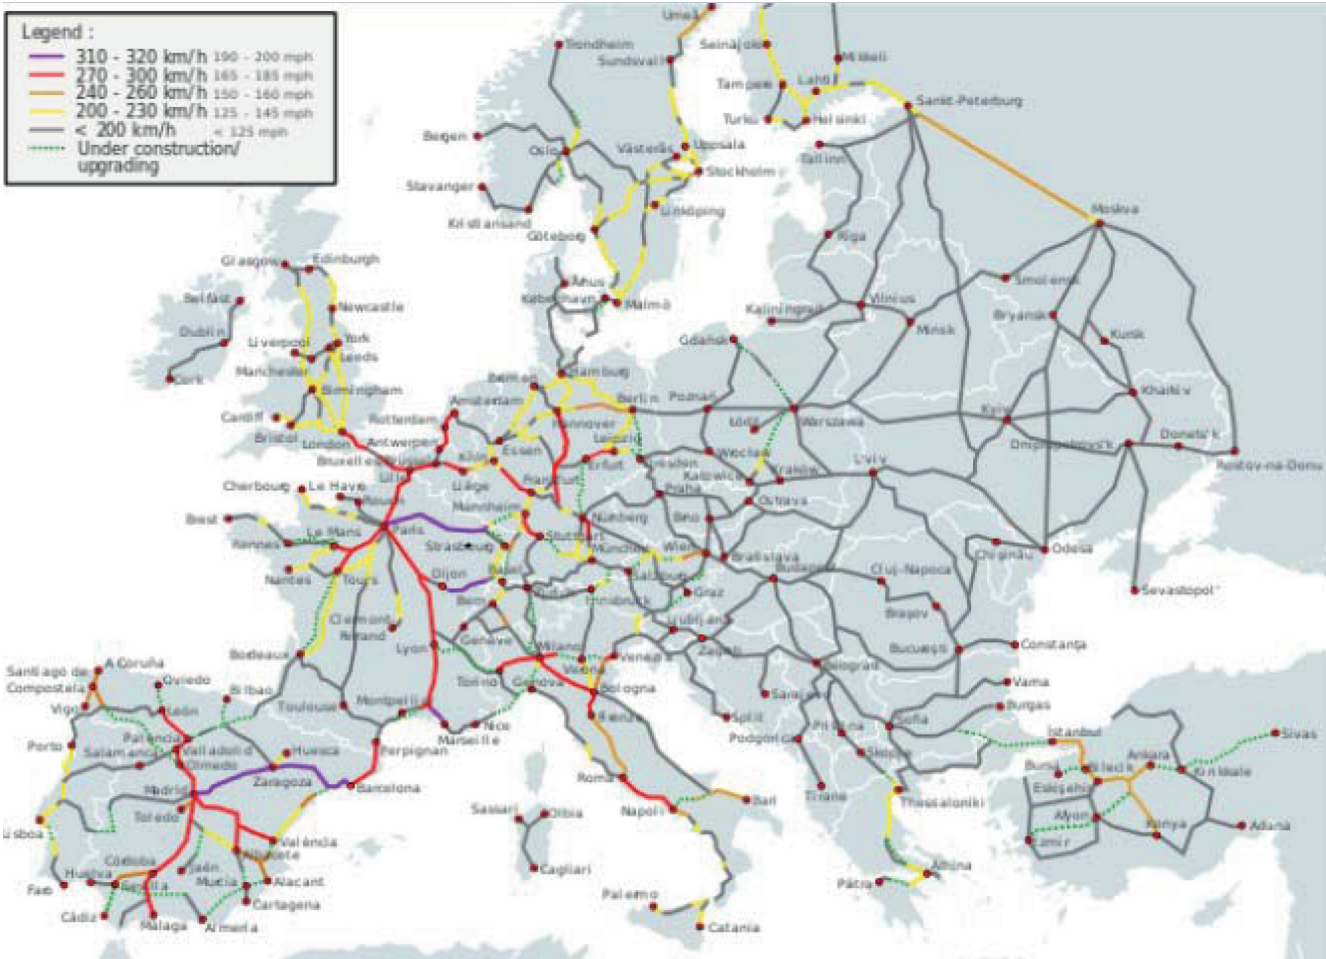 Legend :
310 - 320 km/h 190 - 200 mph
270 - 300 km/h 165 - 185 mph
240 - 260 km/h 150 - 160 mph
200 - 230 km/h 125 - 145 mph
< 200 km/h < 125 mph
Under construction/
upgrading
Umeå
Trondheim
Sundsvall
Seinäjoki
Mikkeli
Tampere
Lahti
Turku
Helsinki
Sankt-Peterburg
Tallinn
Bergen
Oslo
Västerås
Uppsala
Stockholm
Stavanger
Kristiansand
Linköping
Göteborg
Moskva
Riga
Smolensk
Glasgow
Edinburgh
Århus
København
Malmö
Belfast
Newcastle
Kaliningrad
Vilnius
Minsk
Bryansk
Kursk
Dublin
Liverpool
York
Leeds
Manchester
Gdańsk
Cork
Birmingham
Bremen
Hamburg
Amsterdam
Berlin
Poznań
Kharkiv
Cardiff
Bristol
London
Rotterdam
Antwerpen
Hannover
Łódź
Warszawa
Kyiv
Bruxelles
Essen
Leipzig
Dnipropetrovs'k
Donets'k
Rostov-na-Donu
Lille
Köln
Erfurt
Dresden
Wrocław
Katowice
Kraków
L'viv
Cherbourg
Le Havre
Liège
Frankfurt
Praha
Ostrava
Rouen
Mannheim
Brest
Le Mans
Paris
Nürnberg
Brno
Rennes
Strasbourg
Stuttgart
München
Wien
Bratislava
Chişinău
Odesa
Nantes
Tours
Dijon
Basel
Salzburg
Budapest
Cluj-Napoca
Sevastopol'
Bern
Innsbruck
Graz
Braşov
Clermont
Ferrand
Genève
Ljubljana
Zagreb
Bucureşti
Constanţa
Bordeaux
Lyon
Milano
Verona
Venezia
Beograd
Santiago de
Compostela
A Coruña
Oviedo
Bilbao
Torino
Genova
Bologna
Sarajevo
Varna
Vigo
León
Toulouse
Montpellier
Nice
Marseille
Firenze
Split
Podgorica
Priština
Sofia
Burgas
Porto
Palencia
Salamanca
Valladolid
Olmedo
Huesca
Perpignan
Skopje
İstanbul
Sivas
Madrid
Zaragoza
Barcelona
Roma
Tirane
Thessaloniki
Bursa
Bilecik
Ankara
Kırıkkale
Eskişehir
Toledo
Sassari
Olbia
Napoli
Bari
Afyon
Konya
Adana
Lisboa
València
Albacete
İzmir
Córdoba
Jaén
Cagliari
Athina
Pátra
Faro
Huelva
Sevilla
Murcia
Alacant
Cartagena
Palermo
Cádiz
Málaga
Almería
Catania